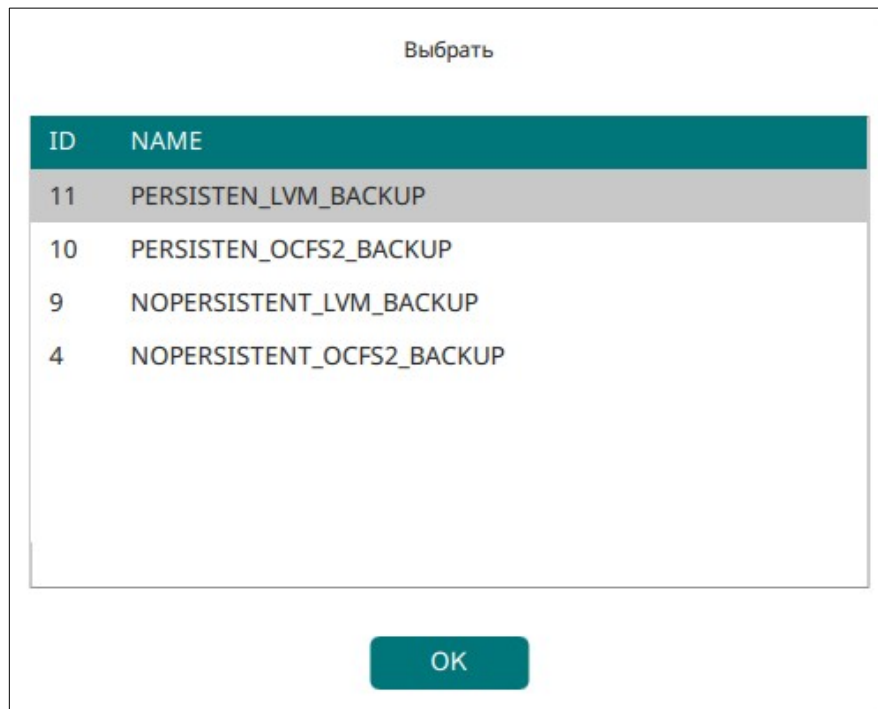 Выбрать
ID NAME
11 PERSISTEN_LVM_BACKUP
10 PERSISTEN_OCFS2_BACKUP
9 NOPERSISTENT_LVM_BACKUP
4 NOPERSISTENT_OCFS2_BACKUP
OK